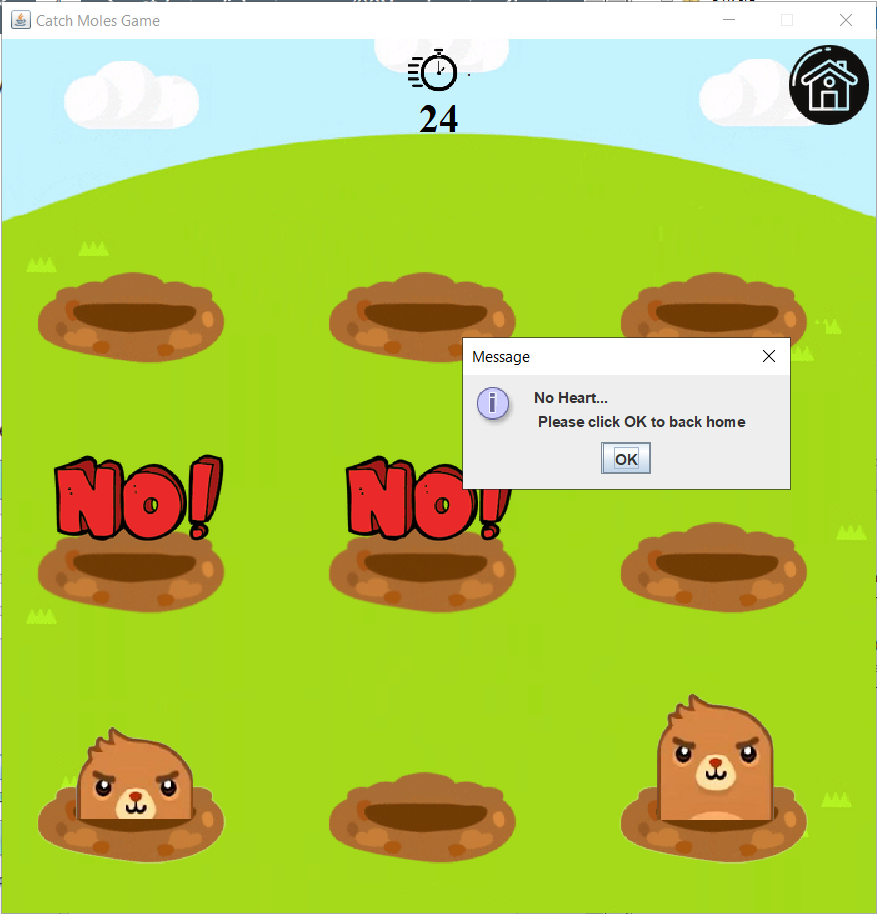 Catch Moles Game
24
Message
No Heart...
Please click OK to back home
OK
NO!
NO!